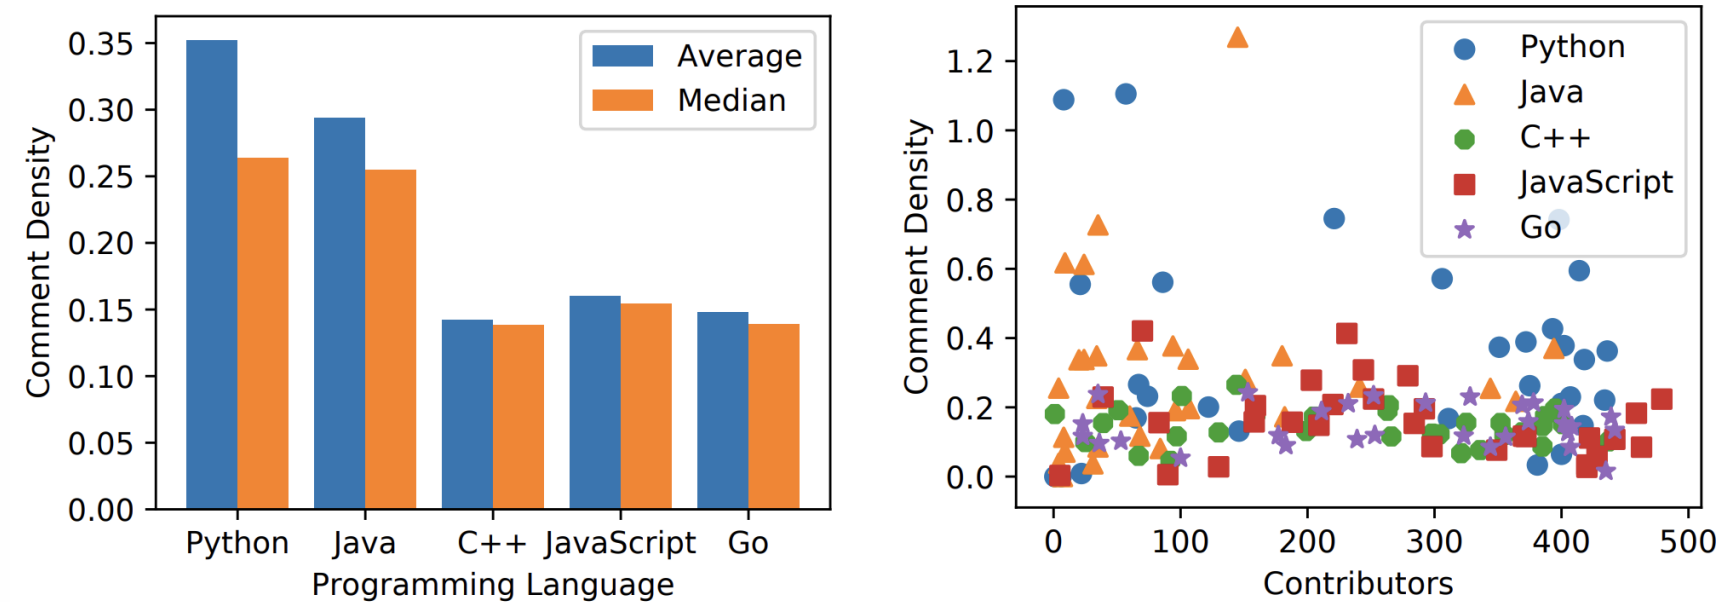 0.35
0.30
0.25
0.20
0.15
0.10
0.05
0.00
Comment Density
Average
Median
Python Java C++ JavaScript Go
Programming Language
1.2
1.0
0.8
0.6
0.4
0.2
0.0
Comment Density
Python
Java
C++
JavaScript
Go
0 100 200 300 400 500
Contributors